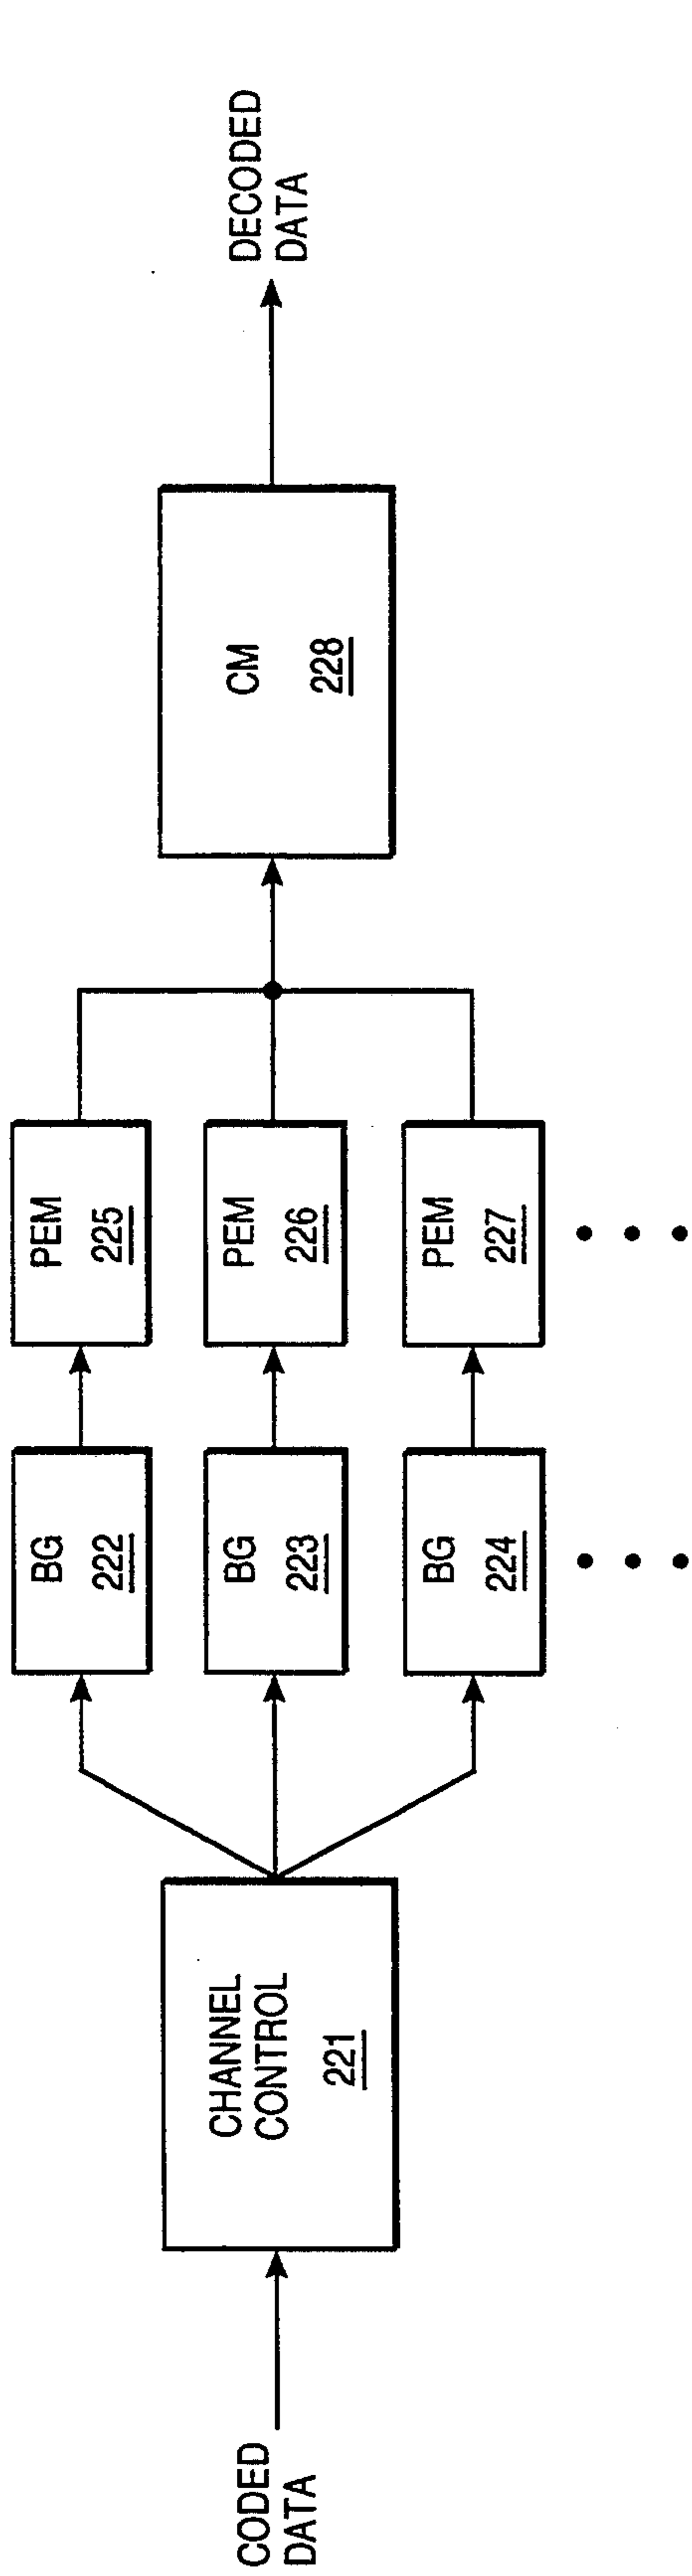 CODED
DATA
CHANNEL
CONTROL
221
BG
222
BG
223
BG
224
PEM
225
PEM
226
PEM
227
CM
228
DECODED
DATA